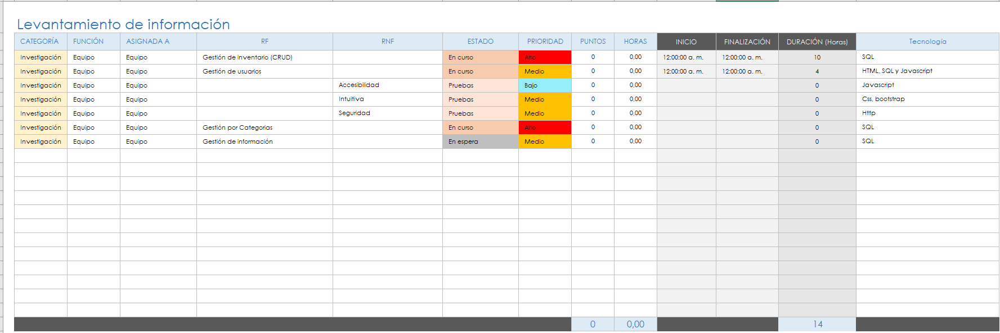 Levantamiento de información
CATEGORÍA FUNCIÓN ASIGNADA A RF RNF ESTADO PRIORIDAD PUNTOS HORAS INICIO FINALIZACIÓN DURACIÓN (Horas) Tecnología
Investigación Equipo Equipo Gestión de inventario (CRUD) En curso Alto 0 0,00 12:00:00 a. m. 12:00:00 a. m. 10 SQL
Investigación Equipo Equipo Gestión de usuarios En curso Medio 0 0,00 12:00:00 a. m. 12:00:00 a. m. 4 HTML, SQL y Javascript
Investigación Equipo Equipo Accesibilidad Pruebas Bajo 0 0,00 0 Javascript
Investigación Equipo Equipo Intuitiva Pruebas Medio 0 0,00 0 Css, bootstrap
Investigación Equipo Equipo Seguridad Pruebas Medio 0 0,00 0 Http
Investigación Equipo Equipo Gestión por Categorias En curso Alto 0 0,00 0 SQL
Investigación Equipo Equipo Gestión de información En espera Medio 0 0,00 0 SQL
0 0,00 14